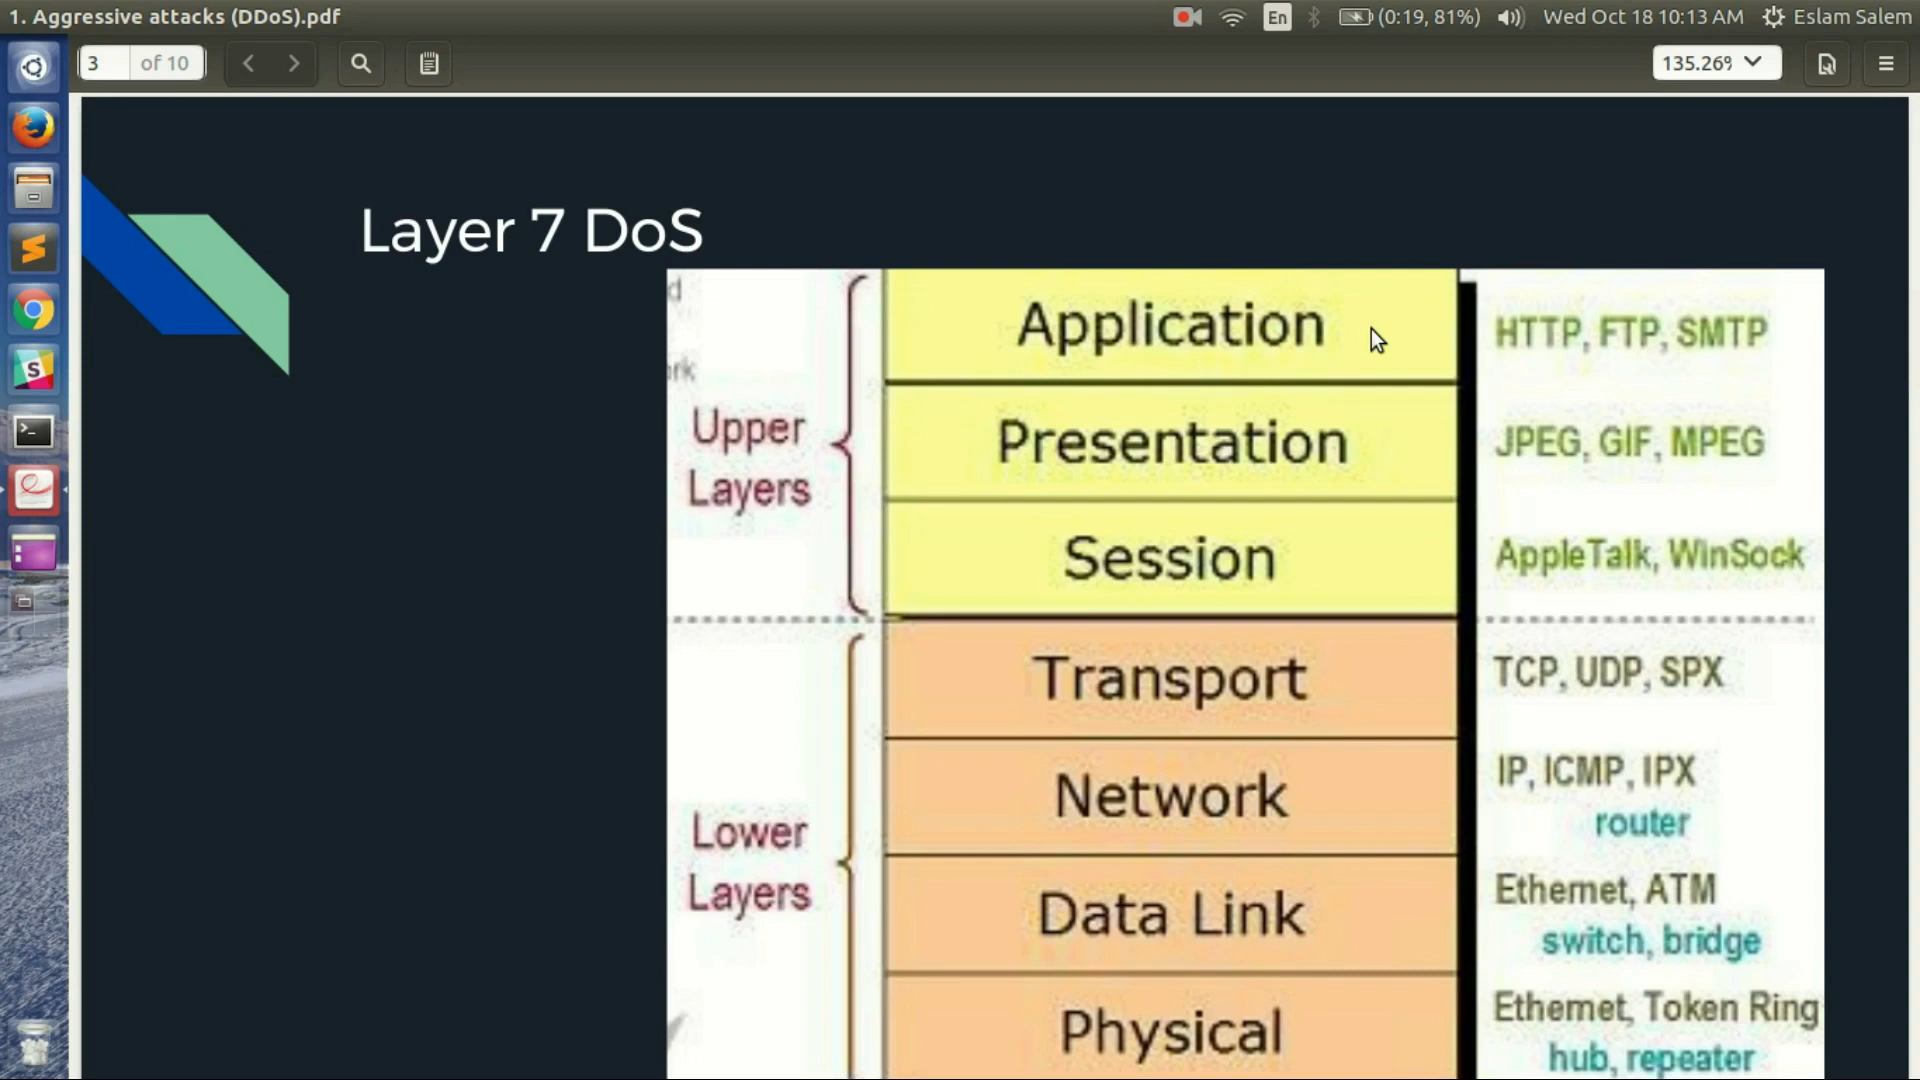 1. Aggressive attacks (DDoS).pdf
En
(0:19, 81%)
Wed Oct 18 10:13 AM
Eslam Salem
3
of 10
135.26%
Layer 7 DoS
Application
HTTP, FTP, SMTP
Presentation
JPEG, GIF, MPEG
Upper
Layers
Session
AppleTalk, WinSock
Transport
TCP, UDP, SPX
Network
IP, ICMP, IPX
router
Lower
Layers
Data Link
Ethernet, ATM
switch, bridge
Physical
Ethernet, Token Ring
hub, repeater